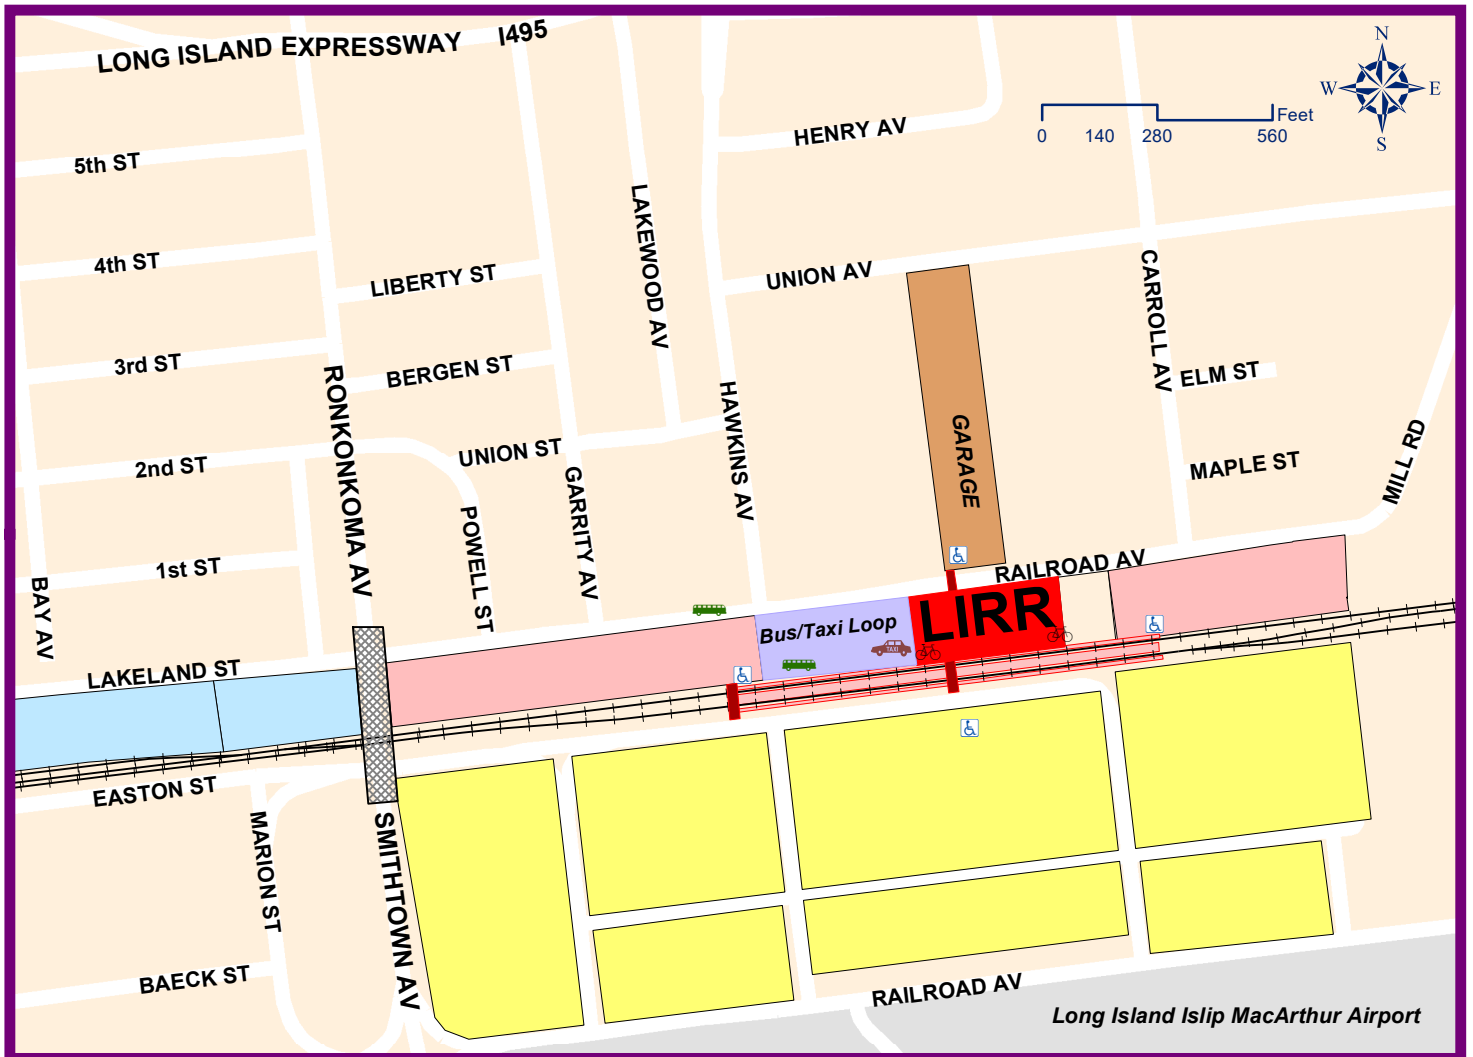 LONG ISLAND EXPRESSWAY I495
N
W E
S
Feet
0 140 280 560
HENRY AV
5th ST
4th ST
LIBERTY ST
LAKEWOOD AV
UNION AV
CARROLL AV
3rd ST
BERGEN ST
ELM ST
RONKONKOMA AV
HAWKINS AV
GARAGE
MILL RD
2nd ST
UNION ST
MAPLE ST
GARRITY AV
POWELL ST
1st ST
BAY AV
RAILROAD AV
LIRR
Bus/Taxi Loop
TAXI
LAKELAND ST
EASTON ST
MARION ST
SMITHTOWN AV
BAECK ST
RAILROAD AV
Long Island Islip MacArthur Airport